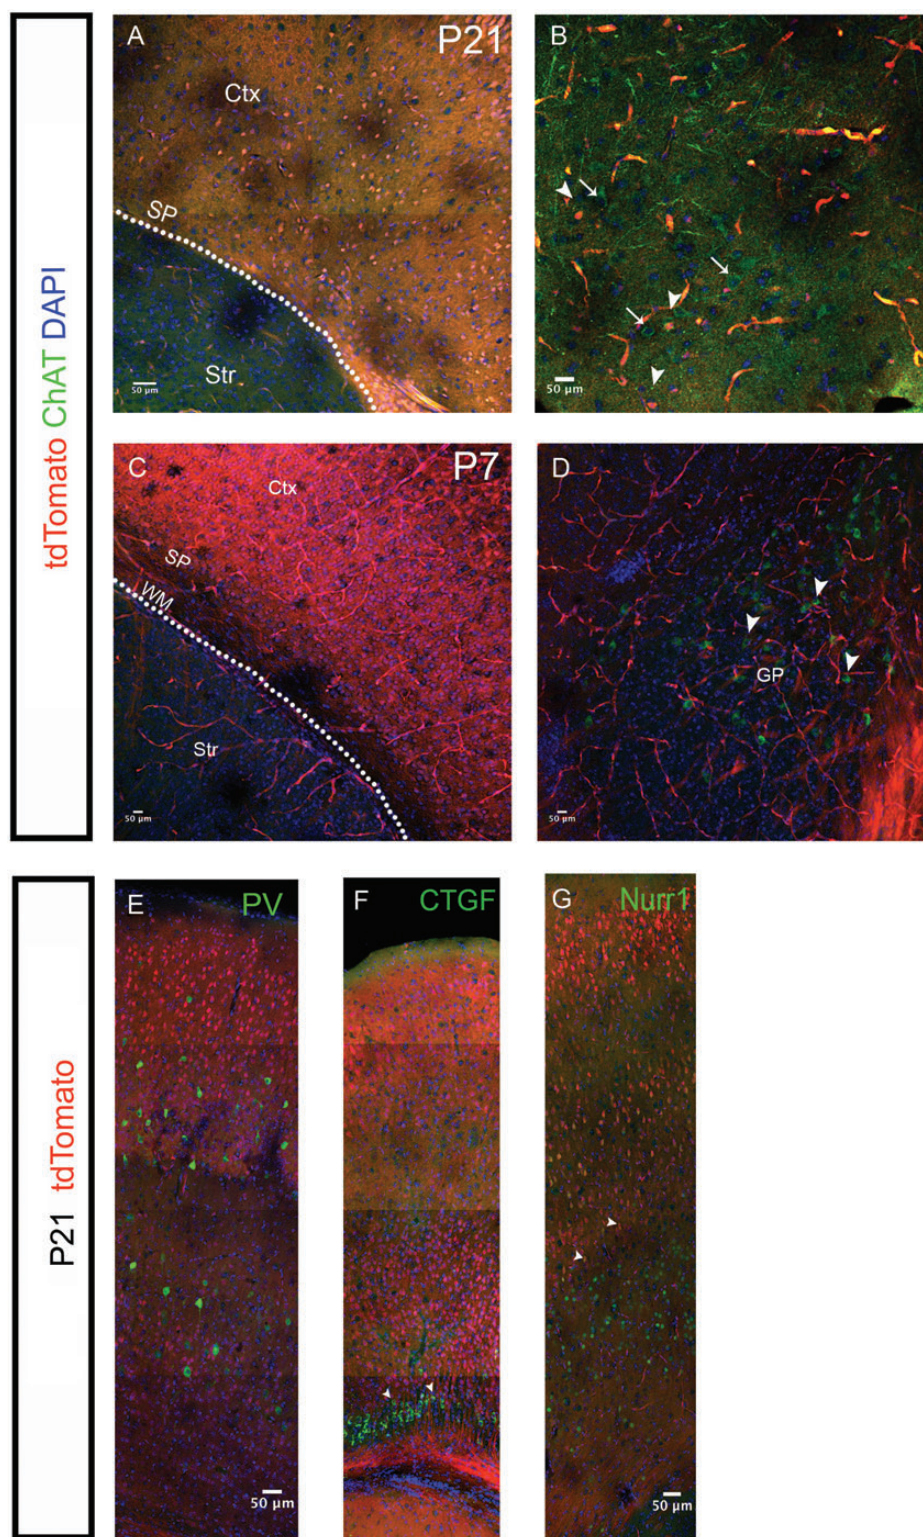 tdTomato ChAT DAPI
A
P21
Ctx
SP
Str
50 µm
B
50 µm
C
P7
Ctx
SP
WM
Str
50 µm
D
GP
50 µm
P21 tdTomato
E
PV
50 µm
F
CTGF
G
Nurr1
50 µm